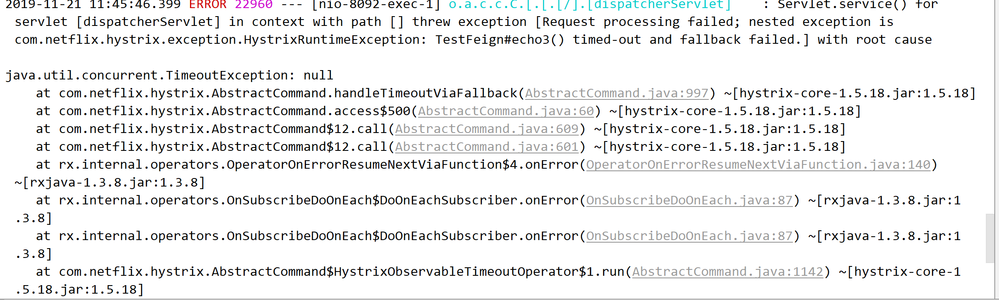 2019-11-21 11:45:46.399 ERROR 22960 --- [nio-8092-exec-1] o.a.c.c.C.[.[.[/].[dispatcherServlet]    : Servlet.service() for
servlet [dispatcherServlet] in context with path [] threw exception [Request processing failed; nested exception is
com.netflix.hystrix.exception.HystrixRuntimeException: TestFeign#echo3() timed-out and fallback failed.] with root cause
java.util.concurrent.TimeoutException: null
at com.netflix.hystrix.AbstractCommand.handleTimeoutViaFallback(AbstractCommand.java:997) ~[hystrix-core-1.5.18.jar:1.5.18]
at com.netflix.hystrix.AbstractCommand.access$500(AbstractCommand.java:60) ~[hystrix-core-1.5.18.jar:1.5.18]
at com.netflix.hystrix.AbstractCommand$12.call(AbstractCommand.java:609) ~[hystrix-core-1.5.18.jar:1.5.18]
at com.netflix.hystrix.AbstractCommand$12.call(AbstractCommand.java:601) ~[hystrix-core-1.5.18.jar:1.5.18]
at rx.internal.operators.OperatorOnErrorResumeNextViaFunction$4.onError(OperatorOnErrorResumeNextViaFunction.java:140)
~[rxjava-1.3.8.jar:1.3.8]
at rx.internal.operators.OnSubscribeDoOnEach$DoOnEachSubscriber.onError(OnSubscribeDoOnEach.java:87) ~[rxjava-1.3.8.jar:1
.3.8]
at rx.internal.operators.OnSubscribeDoOnEach$DoOnEachSubscriber.onError(OnSubscribeDoOnEach.java:87) ~[rxjava-1.3.8.jar:1
.3.8]
at com.netflix.hystrix.AbstractCommand$HystrixObservableTimeoutOperator$1.run(AbstractCommand.java:1142) ~[hystrix-core-1
.5.18.jar:1.5.18]